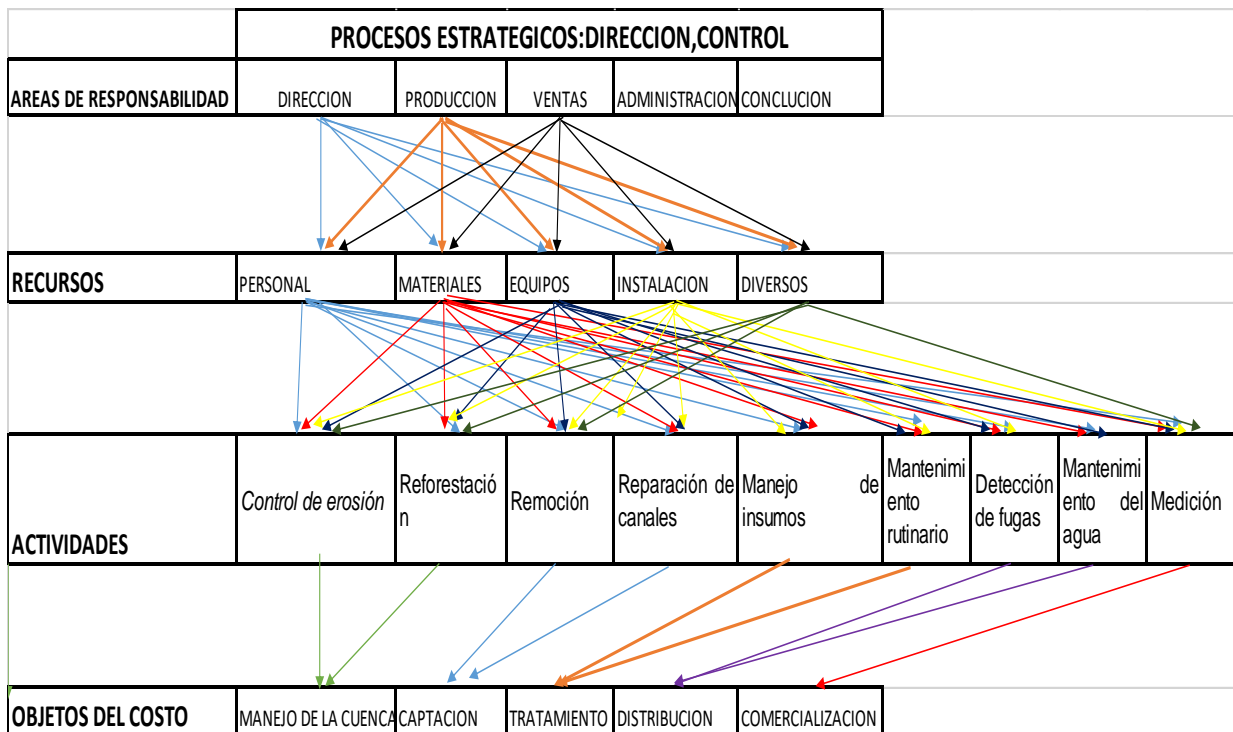 PROCESOS ESTRATEGICOS:DIRECCION,CONTROL
AREAS DE RESPONSABILIDAD
DIRECCION
PRODUCCION
VENTAS
ADMINISTRACION
CONCLUCION
RECURSOS
PERSONAL
MATERIALES
EQUIPOS
INSTALACION
DIVERSOS
ACTIVIDADES
Control de erosión
Reforestació
n
Remoción
Reparación de
canales
Manejo de
insumos
Mantenimi
ento
rutinario
Detección
de fugas
Mantenimi
ento del
agua
Medición
OBJETOS DEL COSTO
MANEJO DE LA CUENCA
CAPTACION
TRATAMIENTO
DISTRIBUCION
COMERCIALIZACION